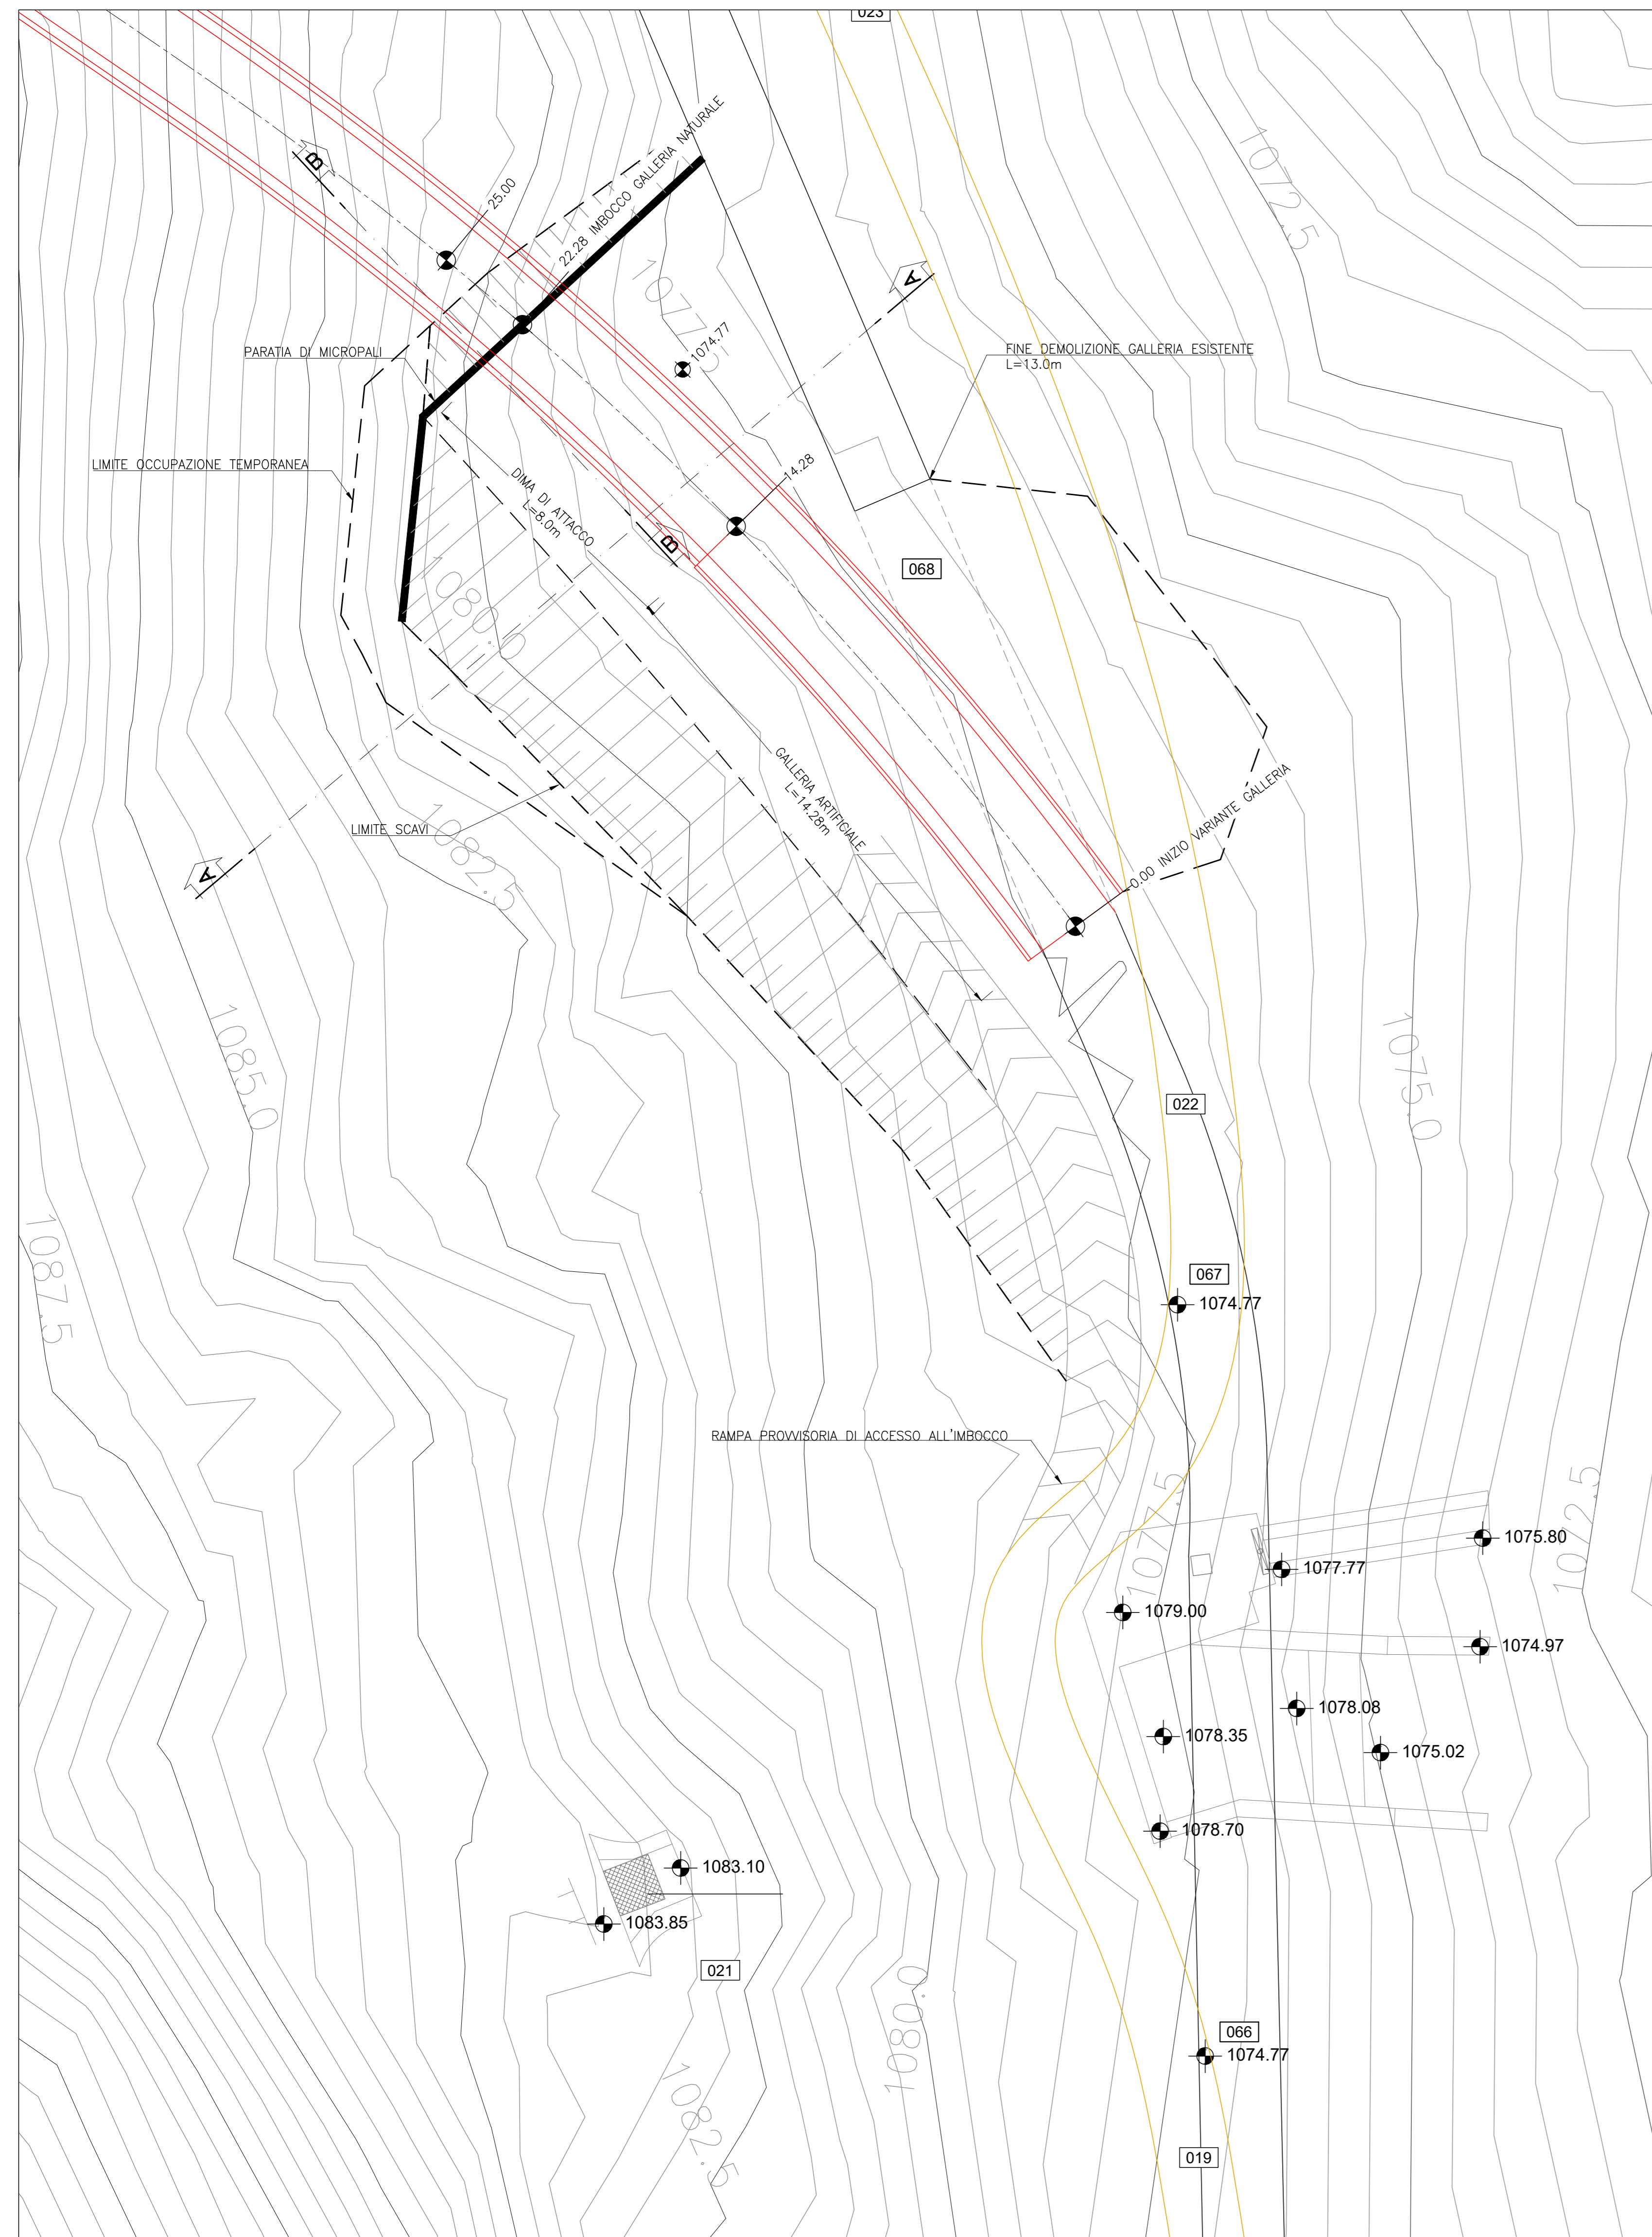 023
1072.5
B
22.28 IMBOCCO GALLERIA NATURALE
25.00
A
1077.5
1074.77
PARATIA DI MICROPALI
FINE DEMOLIZIONE GALLERIA ESISTENTE
L=13.0m
LIMITE OCCUPAZIONE TEMPORANEA
14.28
DIMA DI ATTACCO
L=8.0m
B
068
1080.0
GALLERIA ARTIFICIALE
L=14.28m
0.00 INIZIO VARIANTE GALLERIA
LIMITE SCAVI
1082.5
A
1085.0
1075.0
022
1087.5
067
1074.77
RAMPA PROVVISORIA DI ACCESSO ALL'IMBOCCO
1077.5
1072.5
1075.80
1077.77
1079.00
1074.97
1078.08
1078.35
1075.02
1078.70
1083.10
1083.85
021
1080.0
066
1074.77
1082.5
019